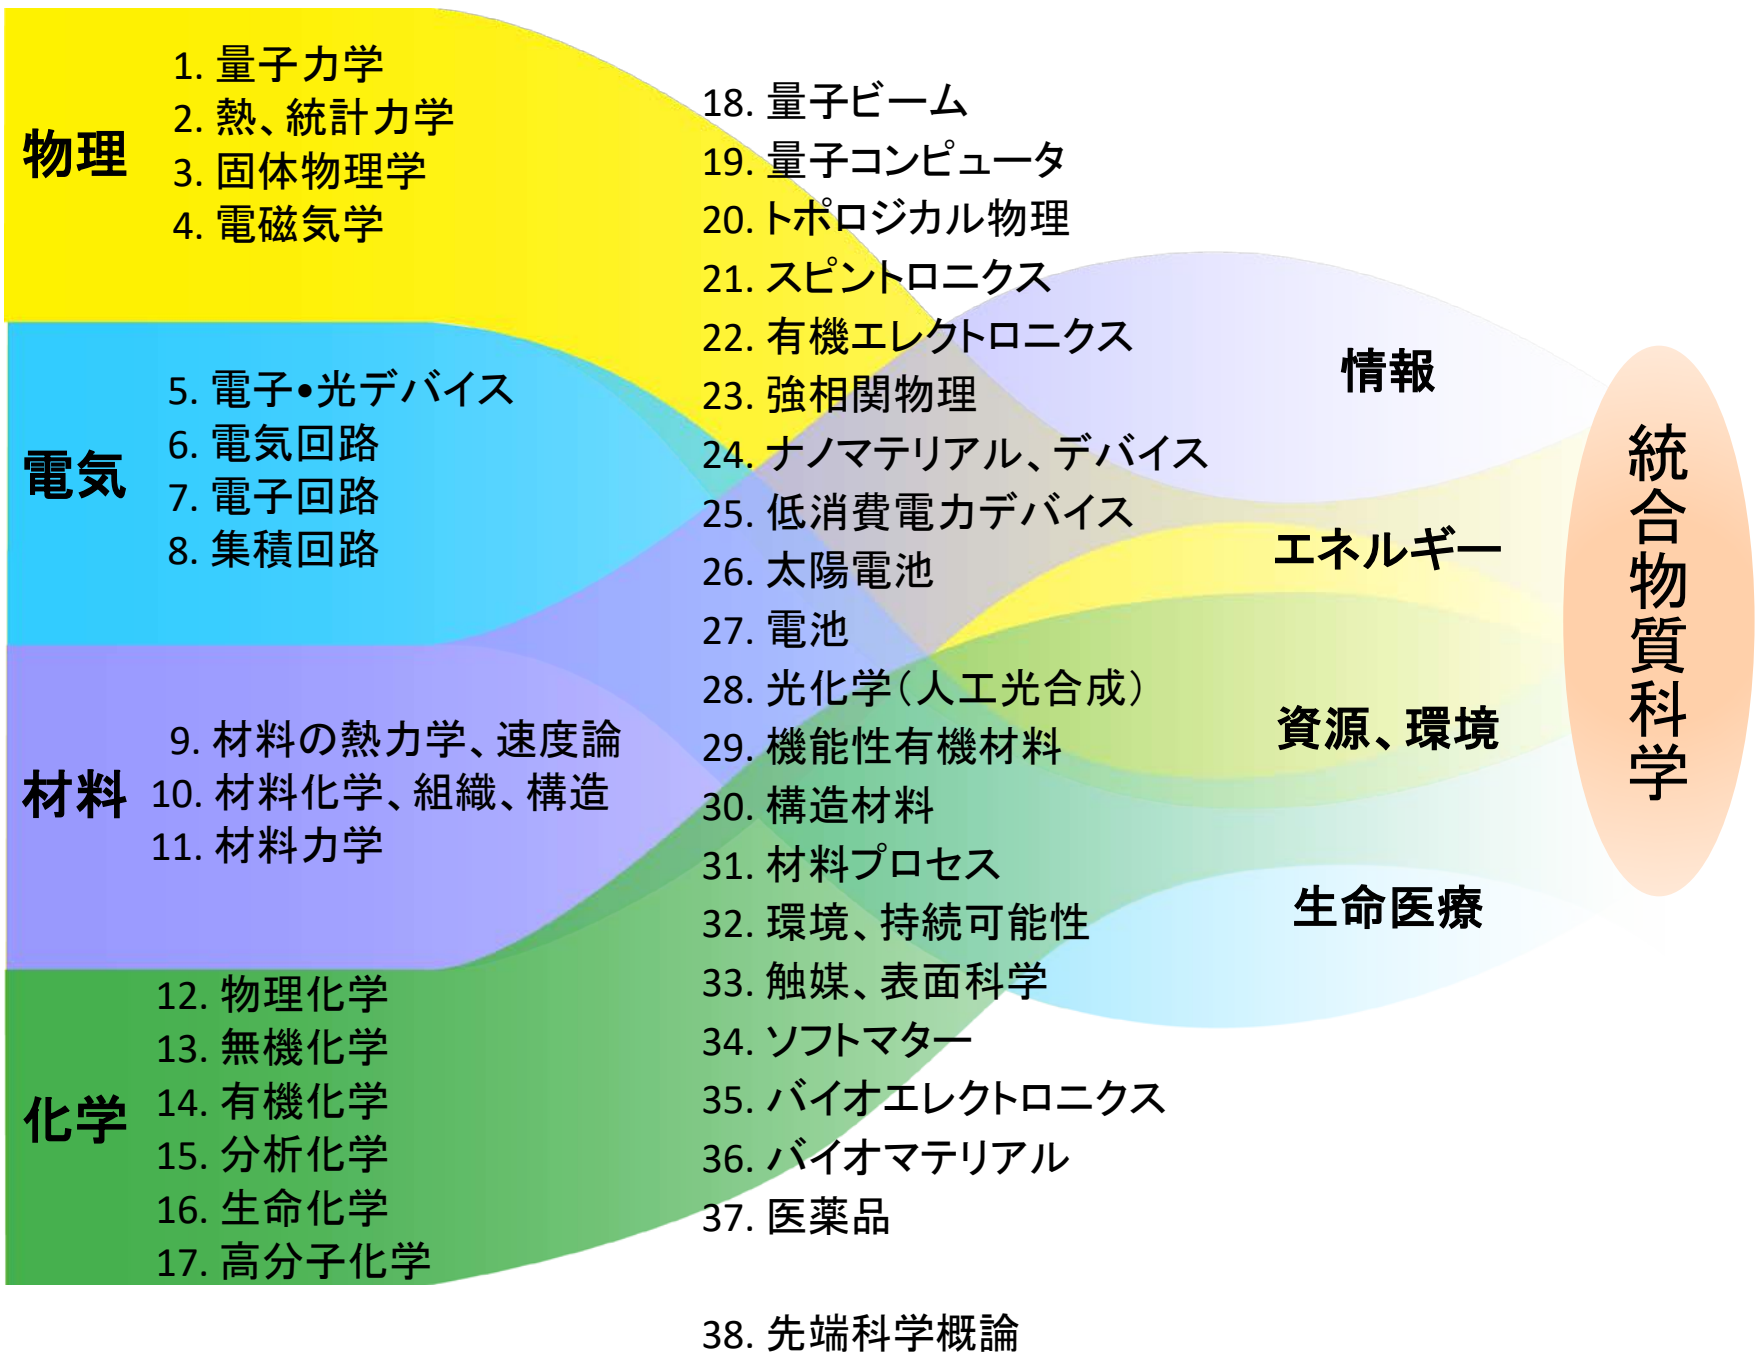 物理
1. 量子力学
2. 熱、統計力学
3. 固体物理学
4. 電磁気学
電気
5. 電子•光デバイス
6. 電気回路
7. 電子回路
8. 集積回路
材料
9. 材料の熱力学、速度論
10. 材料化学、組織、構造
11. 材料力学
化学
12. 物理化学
13. 無機化学
14. 有機化学
15. 分析化学
16. 生命化学
17. 高分子化学
18. 量子ビーム
19. 量子コンピュータ
20. トポロジカル物理
21. スピントロニクス
22. 有機エレクトロニクス
23. 強相関物理
24. ナノマテリアル、デバイス
25. 低消費電力デバイス
26. 太陽電池
27. 電池
28. 光化学（人工光合成）
29. 機能性有機材料
30. 構造材料
31. 材料プロセス
32. 環境、持続可能性
33. 触媒、表面科学
34. ソフトマター
35. バイオエレクトロニクス
36. バイオマテリアル
37. 医薬品
38. 先端科学概論
情報
エネルギー
資源、環境
生命医療
統合物質科学